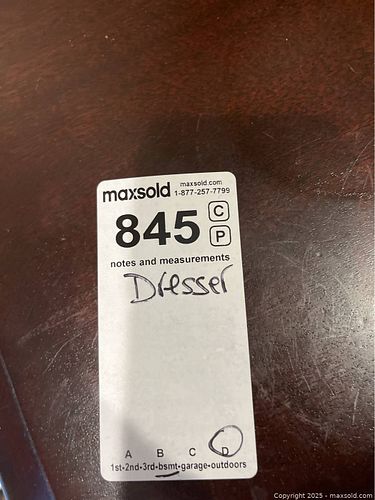 maxsold
maxsold.com
1-877-257-7799
845
C
P
notes and measurements
Dresser
A B C D
1st-2nd-3rd-bsmt-garage-outdoors
Copyright 2025 - maxsold.com